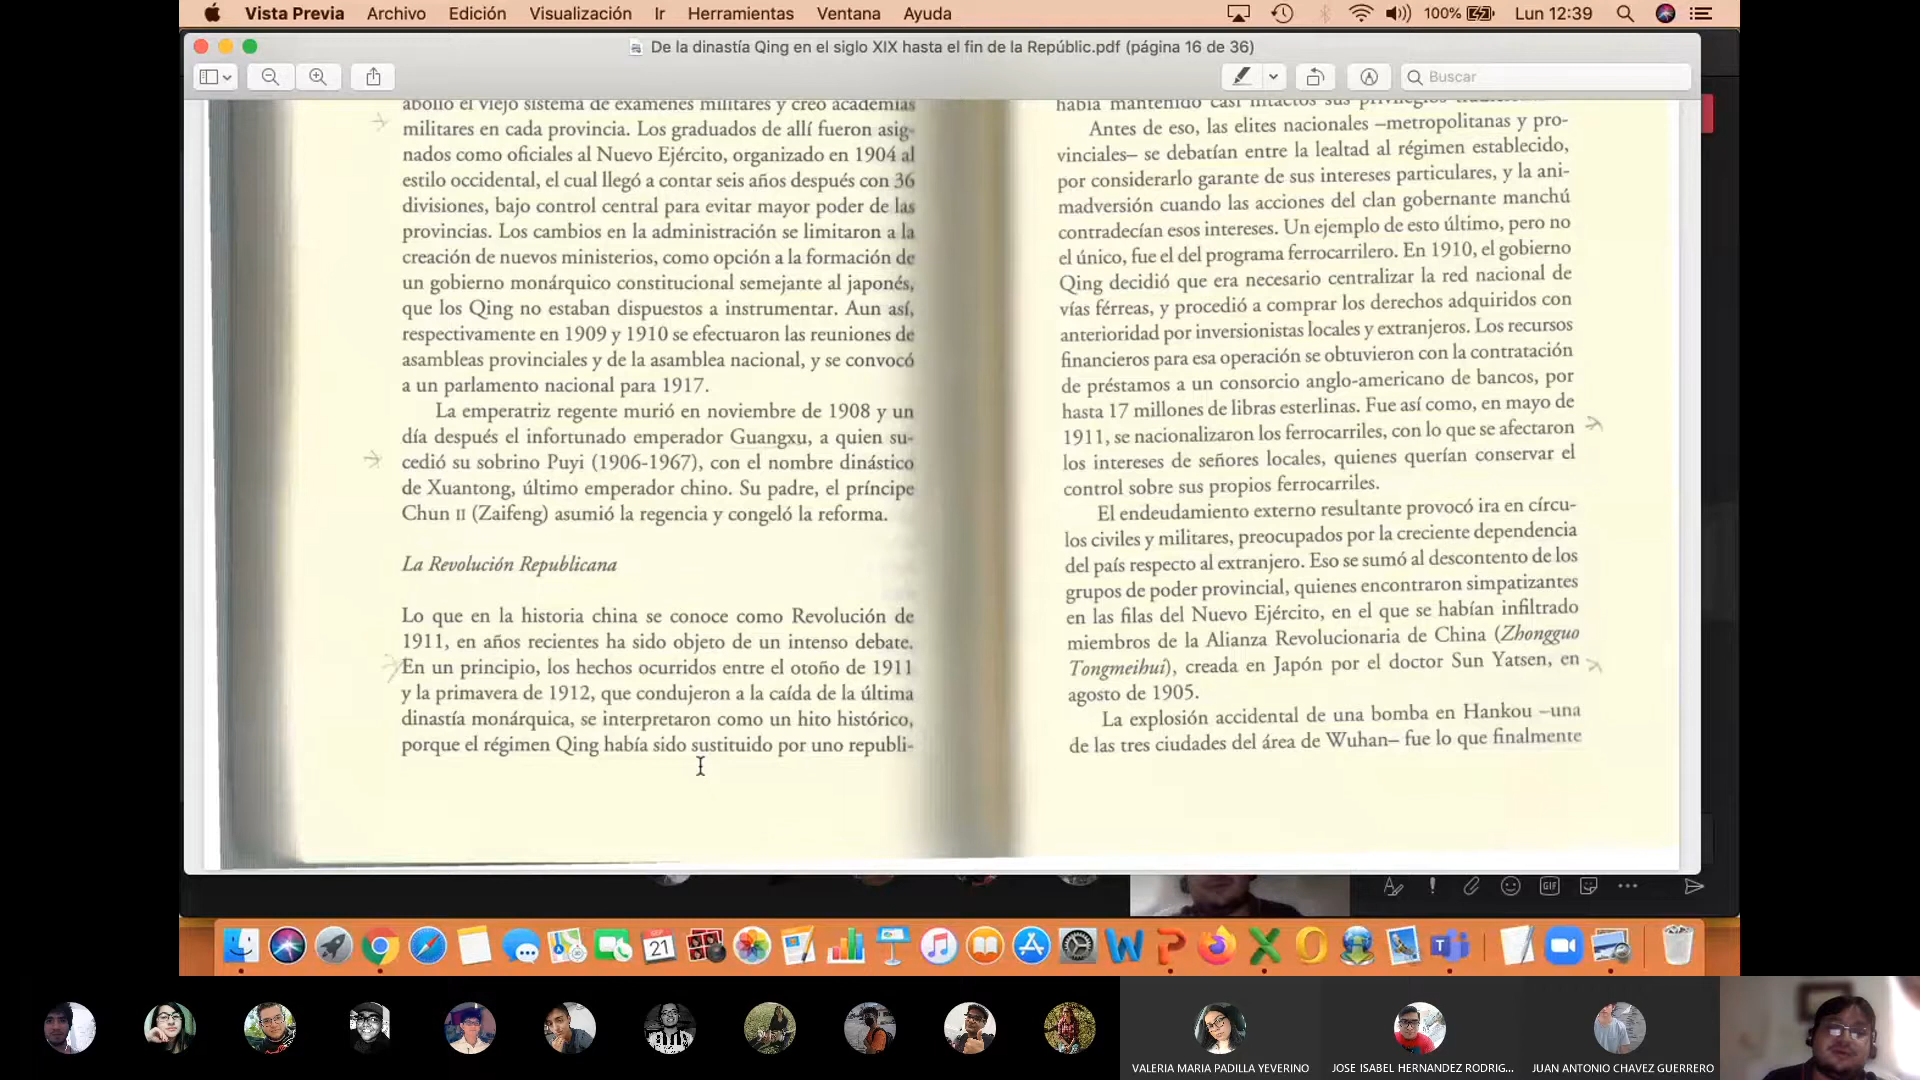 Vista Previa Archivo Edición Visualización Ir Herramientas Ventana Ayuda 100% Lun 12:39
De la dinastía Qing en el siglo XIX hasta el fin de la Repúblic.pdf (página 16 de 36)
Buscar
abolió el viejo sistema de exámenes militares y creó academias
militares en cada provincia. Los graduados de allí fueron asig-
nados como oficiales al Nuevo Ejército, organizado en 1904 al
estilo occidental, el cual llegó a contar seis años después con 36
divisiones, bajo control central para evitar mayor poder de las
provincias. Los cambios en la administración se limitaron a la
creación de nuevos ministerios, como opción a la formación de
un gobierno monárquico constitucional semejante al japonés,
que los Qing no estaban dispuestos a instrumentar. Aun así,
respectivamente en 1909 y 1910 se efectuaron las reuniones de
asambleas provinciales y de la asamblea nacional, y se convocó
a un parlamento nacional para 1917.
La emperatriz regente murió en noviembre de 1908 y un
día después el infortunado emperador Guangxu, a quien su-
cedió su sobrino Puyi (1906-1967), con el nombre dinástico
de Xuantong, último emperador chino. Su padre, el príncipe
Chun II (Zaifeng) asumió la regencia y congeló la reforma.
La Revolución Republicana
Lo que en la historia china se conoce como Revolución de
1911, en años recientes ha sido objeto de un intenso debate.
En un principio, los hechos ocurridos entre el otoño de 1911
y la primavera de 1912, que condujeron a la caída de la última
dinastía monárquica, se interpretaron como un hito histórico,
porque el régimen Qing había sido sustituido por uno republi-
había mantenido casi intactos sus privilegios
Antes de eso, las elites nacionales –metropolitanas y pro-
vinciales– se debatían entre la lealtad al régimen establecido,
por considerarlo garante de sus intereses particulares, y la ani-
madversión cuando las acciones del clan gobernante manchú
contradecían esos intereses. Un ejemplo de esto último, pero no
el único, fue el del programa ferrocarrilero. En 1910, el gobierno
Qing decidió que era necesario centralizar la red nacional de
vías férreas, y procedió a comprar los derechos adquiridos con
anterioridad por inversionistas locales y extranjeros. Los recursos
financieros para esa operación se obtuvieron con la contratación
de préstamos a un consorcio anglo-americano de bancos, por
hasta 17 millones de libras esterlinas. Fue así como, en mayo de
1911, se nacionalizaron los ferrocarriles, con lo que se afectaron
los intereses de señores locales, quienes querían conservar el
control sobre sus propios ferrocarriles.
El endeudamiento externo resultante provocó ira en círcu-
los civiles y militares, preocupados por la creciente dependencia
del país respecto al extranjero. Eso se sumó al descontento de los
grupos de poder provincial, quienes encontraron simpatizantes
en las filas del Nuevo Ejército, en el que se habían infiltrado
miembros de la Alianza Revolucionaria de China (Zhongguo
Tongmeihui), creada en Japón por el doctor Sun Yatsen, en
agosto de 1905.
La explosión accidental de una bomba en Hankou –una
de las tres ciudades del área de Wuhan– fue lo que finalmente
GIF
21
VALERIA MARIA PADILLA YEVERINO
JOSE ISABEL HERNANDEZ RODRIG...
JUAN ANTONIO CHAVEZ GUERRERO